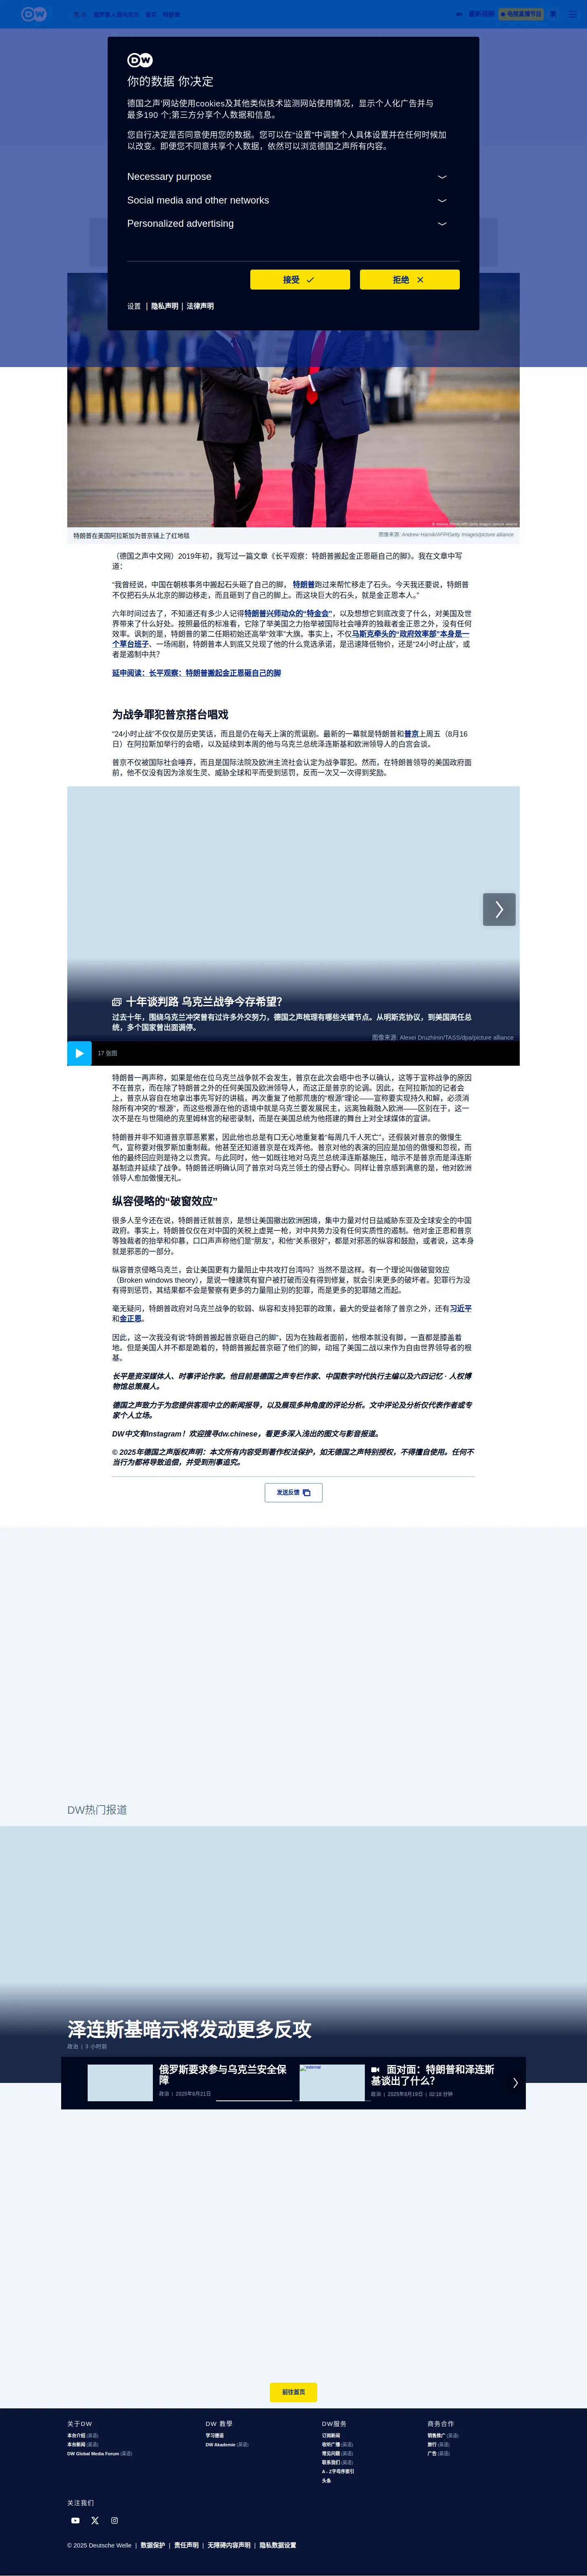 DW
最新视频
电视直播节目
DW
你的数据 你决定
德国之声'网站使用cookies及其他类似技术监测网站使用情况，显示个人化广告并与
最多190 个;第三方分享个人数据和信息。
您自行决定是否同意使用您的数据。您可以在"设置"中调整个人具体设置并在任何时候加
以改变。即便您不同意共享个人数据，依然可以浏览德国之声所有内容。
Necessary purpose
Social media and other networks
Personalized advertising
接受
拒绝
设置 | 隐私声明 | 法律声明
特朗普在美国阿拉斯加为普京铺上了红地毯
图像来源: Andrew Harnik/AFP/Getty Images/picture alliance
（德国之声中文网）2019年初，我写过一篇文章《长平观察：特朗普搬起金正恩砸自己的脚》。我在文章中写
道：
“我曾经说，中国在朝核事务中搬起石头砸了自己的脚， 特朗普跑过来帮忙移走了石头。今天我还要说，特朗普
不仅把石头从北京的脚边移走，而且砸到了自己的脚上。而这块巨大的石头，就是金正恩本人。”
六年时间过去了，不知道还有多少人记得特朗普兴师动众的“特金会”，以及想想它到底改变了什么，对美国及世
界带来了什么好处。按照最低的标准看，它除了举美国之力抬举被国际社会唾弃的独裁者金正恩之外，没有任何
效率。讽刺的是，特朗普的第二任期初始还高举“效率”大旗。事实上，不仅马斯克牵头的“政府效率部”本身是一
个草台班子、一场闹剧，特朗普本人到底又兑现了他的什么竞选承诺，是迅速降低物价，还是“24小时止战”，或
者是遏制中共?
延申阅读：长平观察：特朗普搬起金正恩砸自己的脚
为战争罪犯普京搭台唱戏
“24小时止战”不仅仅是历史笑话，而且是仍在每天上演的荒诞剧。最新的一幕就是特朗普和普京上周五（8月16
日）在阿拉斯加举行的会晤，以及延续到本周的他与乌克兰总统泽连斯基和欧洲领导人的白宫会谈。
普京不仅被国际社会唾弃，而且是国际法院及欧洲主流社会认定为战争罪犯。然而，在特朗普领导的美国政府面
前，他不仅没有因为涂炭生灵、威胁全球和平而受到惩罚，反而一次又一次得到奖励。
十年谈判路 乌克兰战争今存希望？
过去十年，围绕乌克兰冲突曾有过许多外交努力，德国之声梳理有哪些关键节点。从明斯克协议，到美国两任总
统，多个国家曾出面调停。
图像来源: Alexei Druzhinin/TASS/dpa/picture alliance
17 张图
特朗普一再声称，如果是他在位乌克兰战争就不会发生，普京在此次会晤中也予以确认，这等于宣称战争的原因
不在普京，而在除了特朗普之外的任何美国及欧洲领导人，而这正是普京的论调。因此，在阿拉斯加举行的记者会
上，普京从容自在地拿出事先写好的讲稿，再次重复了他那荒唐的“根源”理论——宣称要实现持久和解，必须消
除所有冲突的“根源”，而这些根源在他的语境中就是乌克兰要发展民主，远离独裁融入欧洲——区别在于，这一
次不是在与世隔绝的克里姆林宫的秘密录制，而是在美国总统为他搭建的舞台上对全球媒体的宣讲。
特朗普并非不知道普京罪恶累累，因此他也总是有口无心地重复着“每周几千人死亡”，还假装对普京的傲慢生
气，宣称要对俄罗斯加重制裁。他甚至还知道普京是在戏弄他。普京对他的表演的回应是加倍的傲慢和忽视，而
他的最终回应则是待之以贵宾。与此同时，他一如既往地对乌克兰总统泽连斯基施压，暗示不是普京而是泽连斯
基制造并延续了战争。特朗普还明确认同了普京对乌克兰领土的侵占野心。同样让普京感到满意的是，他对欧洲
领导人愈加傲慢无礼。
纵容侵略的“破窗效应”
很多人至今还在说，特朗普迁就普京，是想让美国撤出欧洲困境，集中力量对付日益威胁东亚及全球安全的中国
政府。事实上，特朗普仅仅在对中国的关税上虚晃一枪，对中共势力没有任何实质性的遏制。他对金正恩和普京
等独裁者的抬举和仰慕，口口声声称他们是“朋友”，和他“关系很好”，都是对邪恶的纵容和鼓励，或者说，这本身
就是邪恶的一部分。
纵容普京侵略乌克兰，会让美国更有力量阻止中共攻打台湾吗？当然不是这样。有一个理论叫做破窗效应
（Broken windows theory），是说一幢建筑有窗户被打破而没有得到修复，就会引来更多的破坏者。犯罪行为没
有得到惩罚，其结果都不会是警察有更多的力量阻止别的犯罪，而是更多的犯罪随之而起。
毫无疑问，特朗普政府对乌克兰战争的软弱、纵容和支持犯罪的政策，最大的受益者除了普京之外，还有习近平
和金正恩。
因此，这一次我没有说“特朗普搬起普京砸自己的脚”，因为在独裁者面前，他根本就没有脚，一直都是膝盖着
地。但是美国人并不都是跪着的，特朗普搬起普京砸了他们的脚，动摇了美国二战以来作为自由世界领导者的根
基。
长平是资深媒体人、时事评论作家。他目前是德国之声专栏作家、中国数字时代执行主编以及六四记忆 · 人权博
物馆总策展人。
德国之声致力于为您提供客观中立的新闻报导，以及展现多种角度的评论分析。文中评论及分析仅代表作者或专
家个人立场。
DW中文有Instagram！欢迎搜寻dw.chinese，看更多深入浅出的图文与影音报道。
© 2025年德国之声版权声明：本文所有内容受到著作权法保护，如无德国之声特别授权，不得擅自使用。任何不
当行为都将导致追偿，并受到刑事追究。
发送反馈
DW热门报道
泽连斯基暗示将发动更多反攻
政治 | 3 小时前
俄罗斯要求参与乌克兰安全保
障
政治 | 2025年8月21日
external
面对面：特朗普和泽连斯
基谈出了什么？
政治 | 2025年8月19日 | 02:18 分钟
前往首页
关于DW
本台介绍 (英语)
本台新闻 (英语)
DW Global Media Forum (英语)
DW 教學
学习德语
DW Akademie (英语)
DW服务
订阅新闻
收听广播 (英语)
常见问题 (英语)
联系我们 (英语)
A - Z字母序索引
头条
商务合作
销售推广 (英语)
旅行 (英语)
广告 (英语)
关注我们
© 2025 Deutsche Welle | 数据保护 | 责任声明 | 无障碍内容声明 | 隐私数据设置